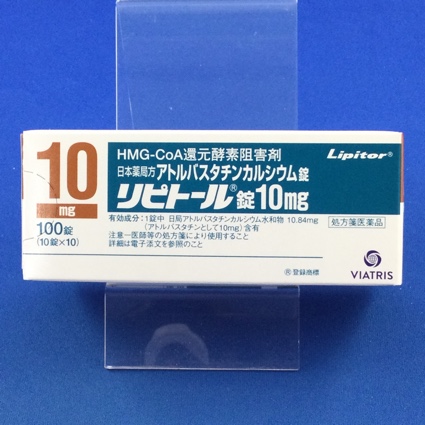 10
mg
100錠
(10錠×10)
HMG-CoA還元酵素阻害剤
日本薬局方 アトルバスタチンカルシウム錠
リピトール®錠10mg
有効成分:1錠中 日局アトルバスタチンカルシウム水和物 10.84mg
(アトルバスタチンとして10mg) 含有
注意-医師等の処方箋により使用すること
詳細は電子添文を参照のこと
®登録商標
Lipitor®
処方箋医薬品
VIATRIS